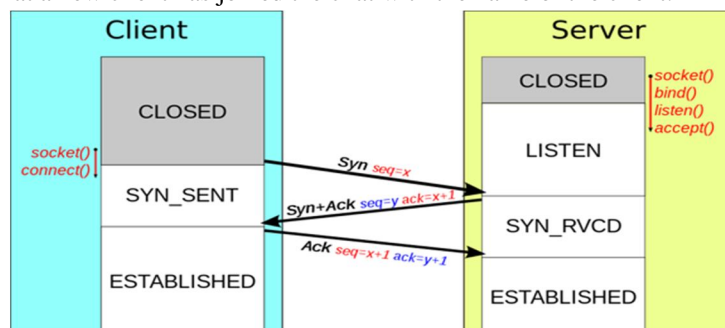 Client
Server
CLOSED
CLOSED
socket()
bind()
listen()
accept()
LISTEN
socket()
connect()
Syn seq=x
SYN_SENT
Syn+Ack seq=y ack=x+1
SYN_RVCD
Ack seq=x+1 ack=y+1
ESTABLISHED
ESTABLISHED